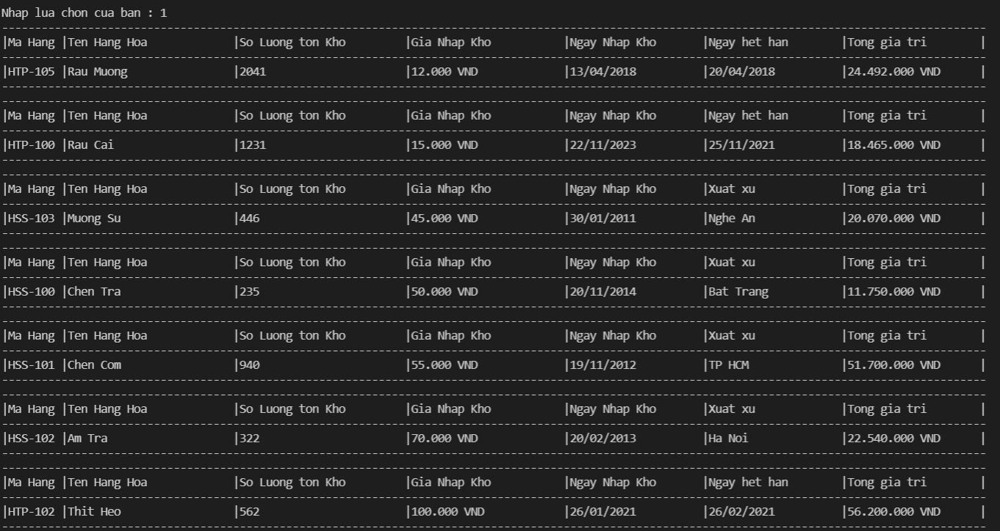 Nhap lua chon cua ban : 1
|Ma Hang |Ten Hang Hoa |So Luong ton Kho |Gia Nhap Kho |Ngay Nhap Kho |Ngay het han |Tong gia tri |
|HTP-105 |Rau Muong |2041 |12.000 VND |13/04/2018 |20/04/2018 |24.492.000 VND |
|Ma Hang |Ten Hang Hoa |So Luong ton Kho |Gia Nhap Kho |Ngay Nhap Kho |Ngay het han |Tong gia tri |
|HTP-100 |Rau Cai |1231 |15.000 VND |22/11/2023 |25/11/2021 |18.465.000 VND |
|Ma Hang |Ten Hang Hoa |So Luong ton Kho |Gia Nhap Kho |Ngay Nhap Kho |Xuat xu |Tong gia tri |
|HSS-103 |Muong Su |446 |45.000 VND |30/01/2011 |Nghe An |20.070.000 VND |
|Ma Hang |Ten Hang Hoa |So Luong ton Kho |Gia Nhap Kho |Ngay Nhap Kho |Xuat xu |Tong gia tri |
|HSS-100 |Chen Tra |235 |50.000 VND |20/11/2014 |Bat Trang |11.750.000 VND |
|Ma Hang |Ten Hang Hoa |So Luong ton Kho |Gia Nhap Kho |Ngay Nhap Kho |Xuat xu |Tong gia tri |
|HSS-101 |Chen Com |940 |55.000 VND |19/11/2012 |TP HCM |51.700.000 VND |
|Ma Hang |Ten Hang Hoa |So Luong ton Kho |Gia Nhap Kho |Ngay Nhap Kho |Xuat xu |Tong gia tri |
|HSS-102 |Am Tra |322 |70.000 VND |20/02/2013 |Ha Noi |22.540.000 VND |
|Ma Hang |Ten Hang Hoa |So Luong ton Kho |Gia Nhap Kho |Ngay Nhap Kho |Ngay het han |Tong gia tri |
|HTP-102 |Thit Heo |562 |100.000 VND |26/01/2021 |26/02/2021 |56.200.000 VND |